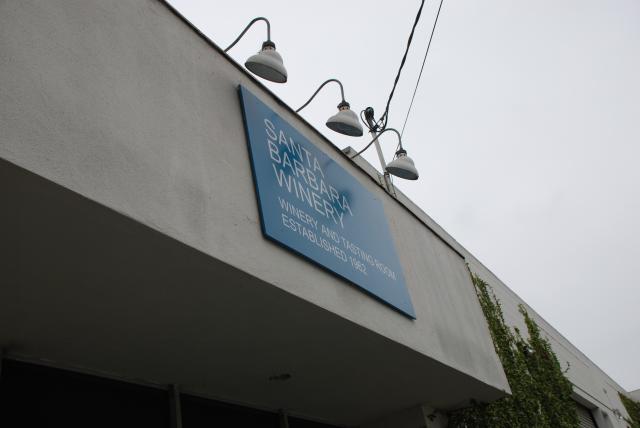 SANTA
BARBARA
WINERY
WINERY AND TASTING ROOM
ESTABLISHED 1962